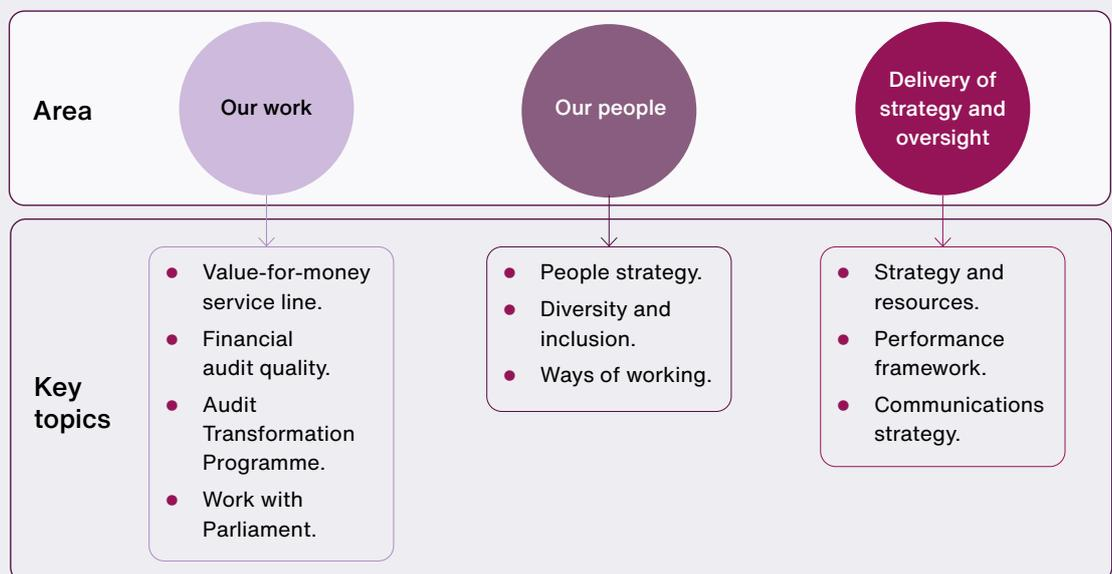 Area
Our work
Our people
Delivery of
strategy and
oversight
Key
topics
Value-for-money
service line.
Financial
audit quality.
Audit
Transformation
Programme.
Work with
Parliament.
People strategy.
Diversity and
inclusion.
Ways of working.
Strategy and
resources.
Performance
framework.
Communications
strategy.